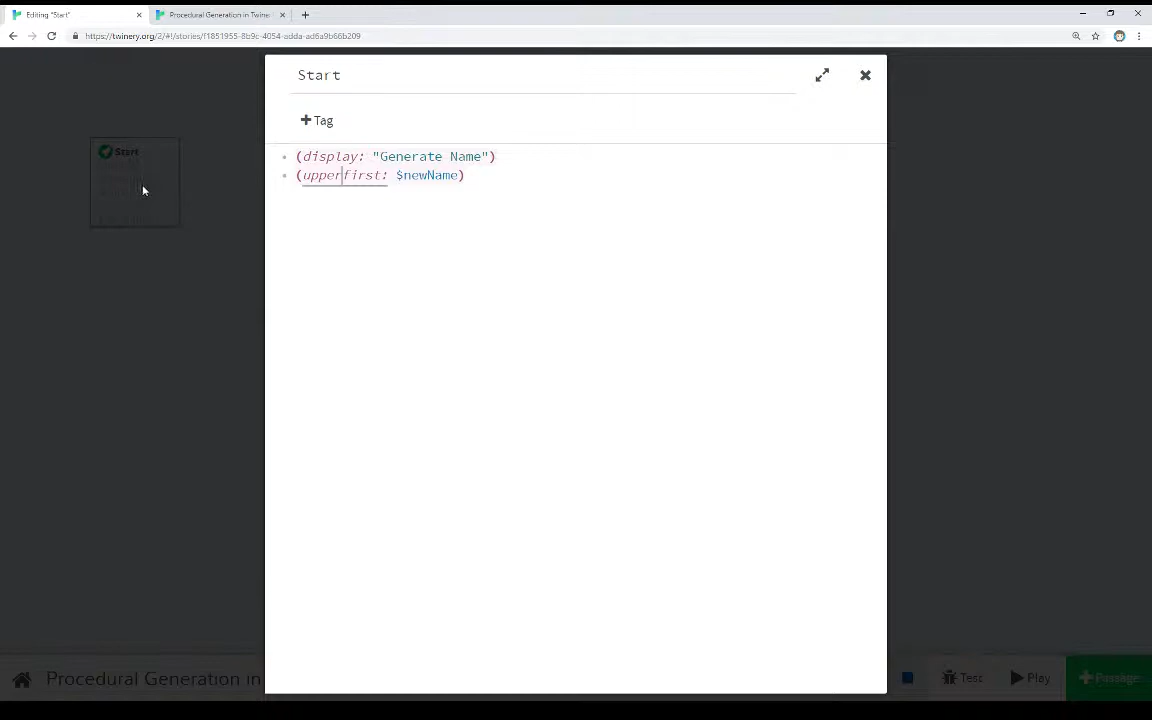 Editing "Start"
Procedural Generation in Twine:
https://twinery.org/2/#!/stories/f1851955-8b9c-4054-adda-ad6a9b66b209
Start
Tag
Start
(display: "Generate Name")
(upperfirst: $newName)
Procedural Generation in
Test
Play
Passage